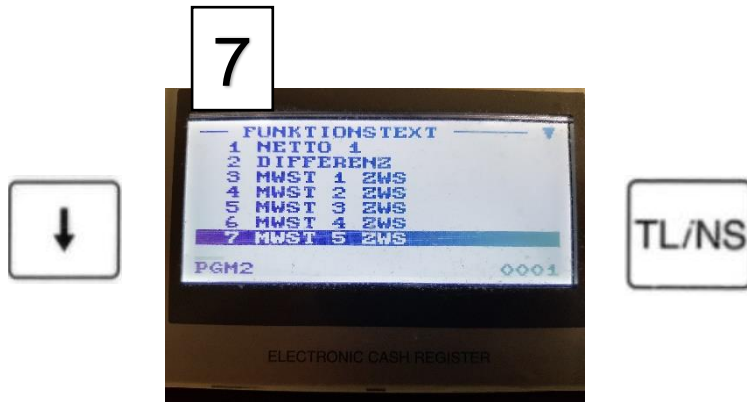 7
— FUNKTIONSTEXT — ▼
1 NETTO 1
2 DIFFERENZ
3 MWST 1 ZWS
4 MWST 2 ZWS
5 MWST 3 ZWS
6 MWST 4 ZWS
7 MWST 5 ZWS
PGM2 0001
↓
TL/NS
ELECTRONIC CASH REGISTER